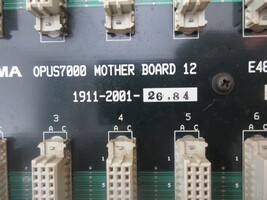 MA OPUS7000 MOTHER BOARD 12 E48
1911-2001-26.84
3 4 5 6
A C A C A C A C